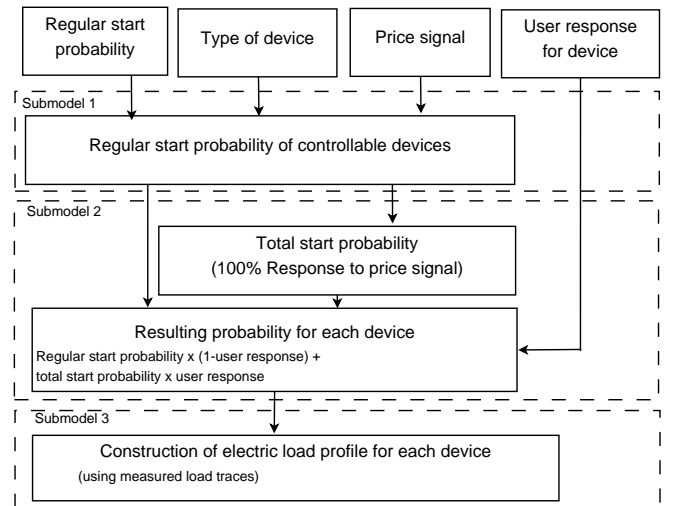 Regular start
probability
Type of device
Price signal
User response
for device
Submodel 1
Regular start probability of controllable devices
Submodel 2
Total start probability
(100% Response to price signal)
Resulting probability for each device
Regular start probability x (1-user response) +
total start probability x user response
Submodel 3
Construction of electric load profile for each device
(using measured load traces)